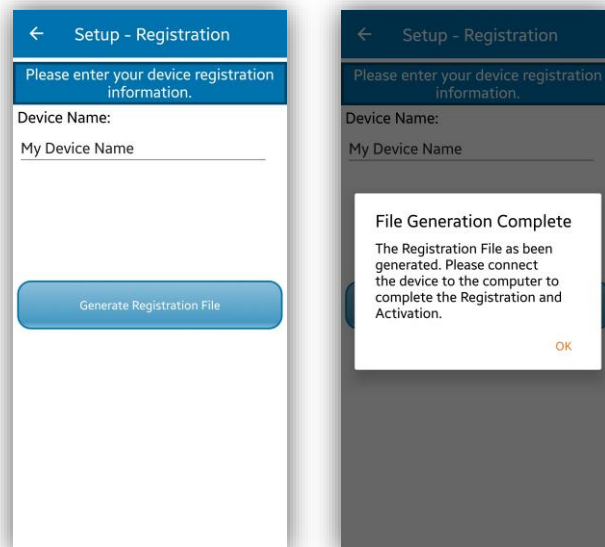 Setup - Registration
Please enter your device registration
information.
Device Name:
My Device Name
Generate Registration File
Setup - Registration
Please enter your device registration
information.
Device Name:
My Device Name
File Generation Complete
The Registration File as been
generated. Please connect
the device to the computer to
complete the Registration and
Activation.
OK